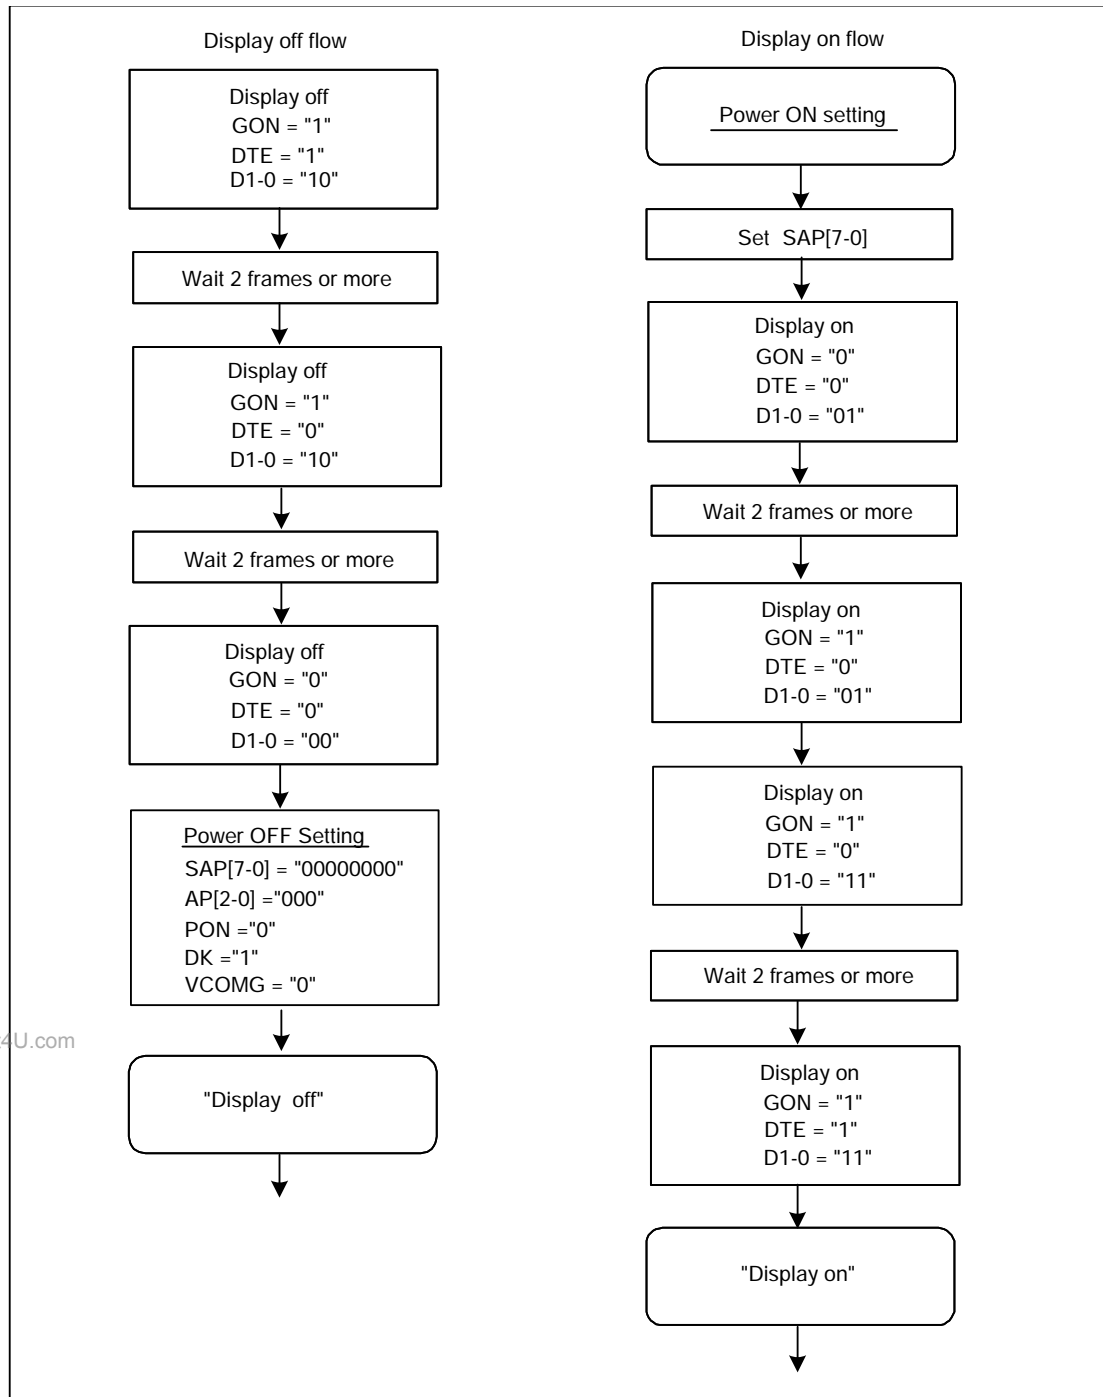 Display off flow
Display off
GON = "1"
DTE = "1"
D1-0 = "10"
Wait 2 frames or more
Display off
GON = "1"
DTE = "0"
D1-0 = "10"
Wait 2 frames or more
Display off
GON = "0"
DTE = "0"
D1-0 = "00"
Power OFF Setting
SAP[7-0] = "00000000"
AP[2-0] ="000"
PON ="0"
DK ="1"
VCOMG = "0"
"Display off"
Display on flow
Power ON setting
Set SAP[7-0]
Display on
GON = "0"
DTE = "0"
D1-0 = "01"
Wait 2 frames or more
Display on
GON = "1"
DTE = "0"
D1-0 = "01"
Display on
GON = "1"
DTE = "0"
D1-0 = "11"
Wait 2 frames or more
Display on
GON = "1"
DTE = "1"
D1-0 = "11"
"Display on"
4U.com